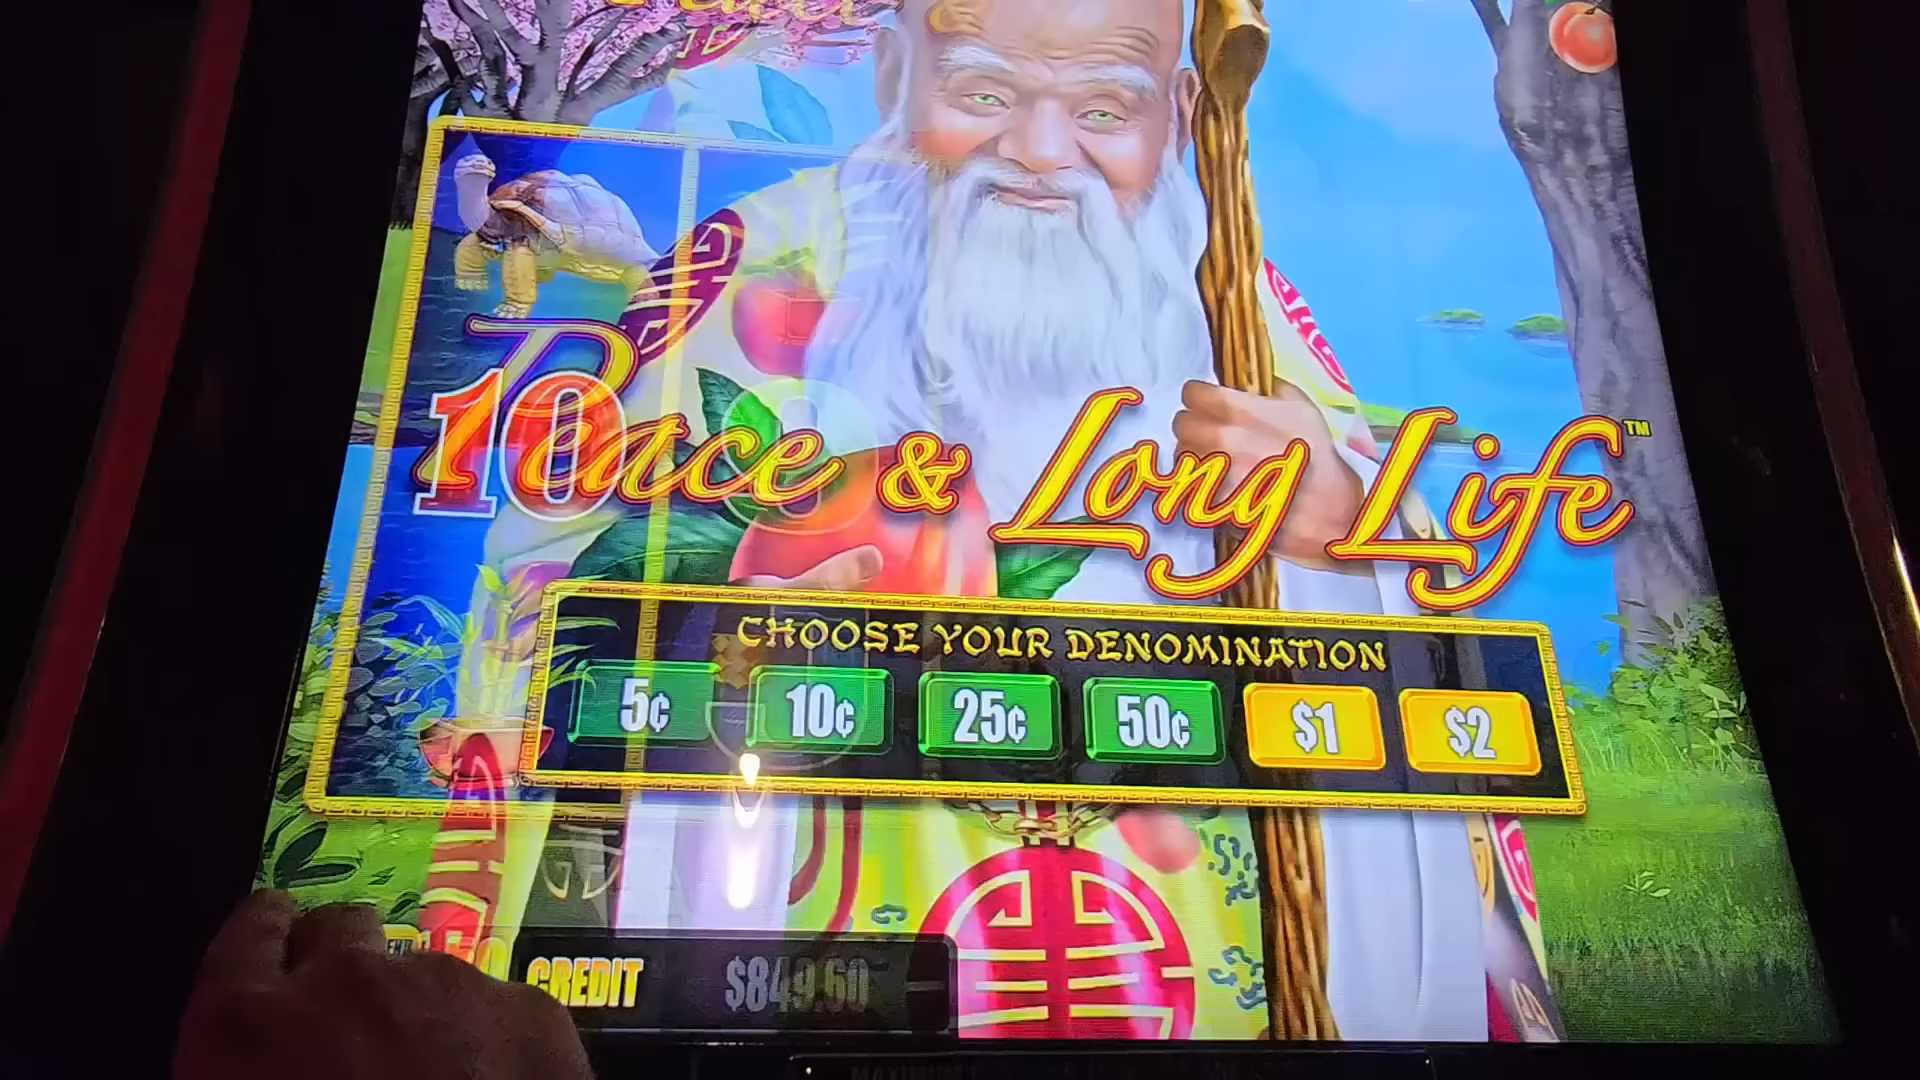 Peace & Long Life™
10
CHOOSE YOUR DENOMINATION
5¢ 10¢ 25¢ 50¢ $1 $2
CREDIT $849.60